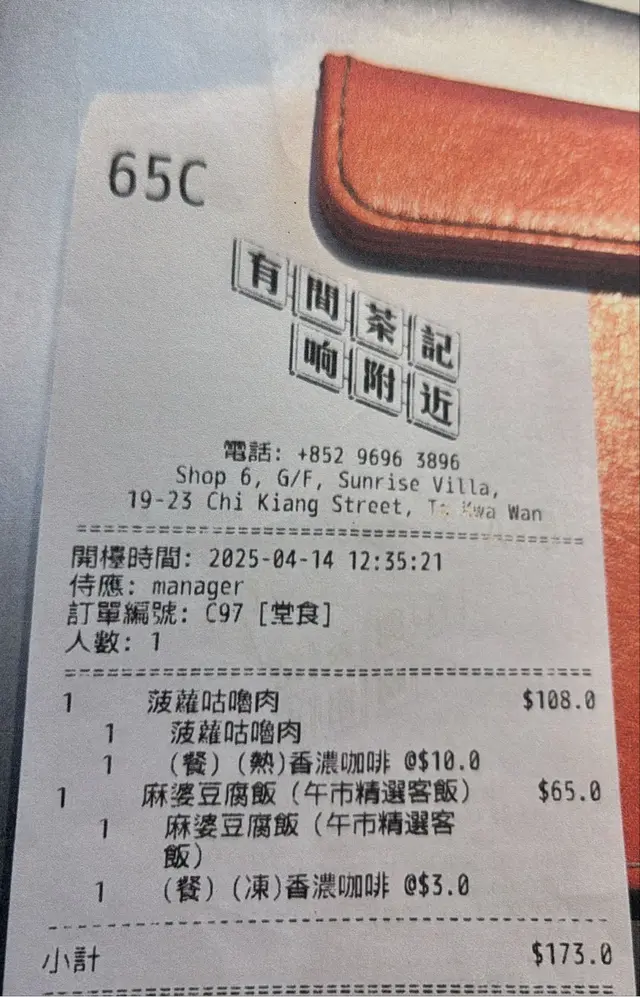 65C
有間茶記
响附近
電話: +852 9696 3896
Shop 6, G/F, Sunrise Villa,
19-23 Chi Kiang Street, To Kwa Wan
開檯時間: 2025-04-14 12:35:21
侍應: manager
訂單編號: C97 [堂食]
人數: 1
1 菠蘿咕嚕肉 $108.0
1 菠蘿咕嚕肉
1 (餐) (熱)香濃咖啡 @$10.0
1 麻婆豆腐飯 (午市精選客飯) $65.0
1 麻婆豆腐飯 (午市精選客
飯)
1 (餐) (凍)香濃咖啡 @$3.0
小計 $173.0